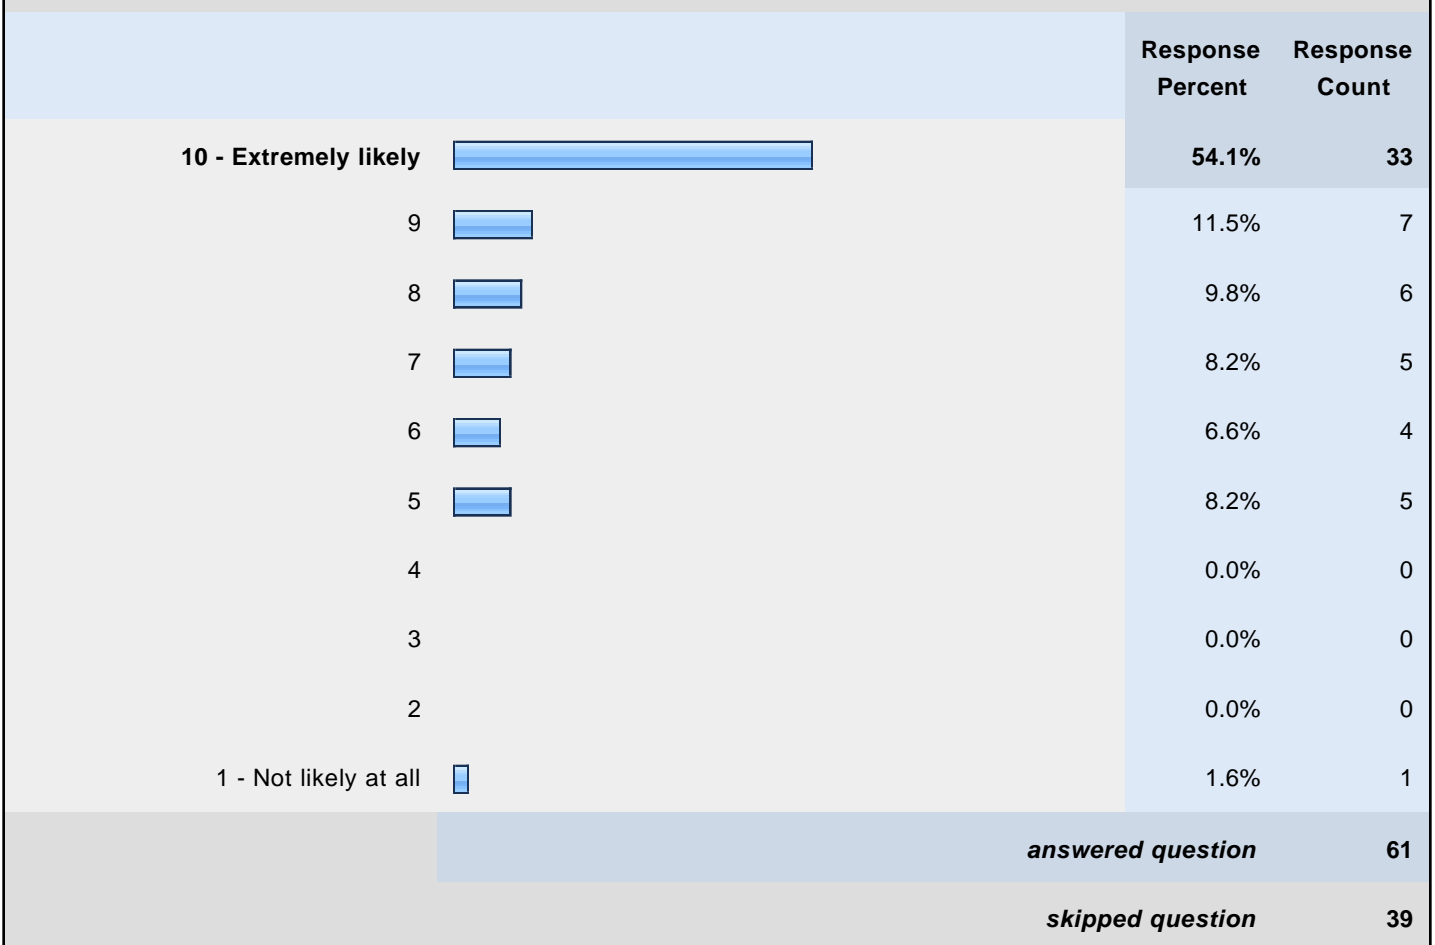 Response Response
Percent Count
10 - Extremely likely 54.1% 33
9 11.5% 7
8 9.8% 6
7 8.2% 5
6 6.6% 4
5 8.2% 5
4 0.0% 0
3 0.0% 0
2 0.0% 0
1 - Not likely at all 1.6% 1
answered question 61
skipped question 39